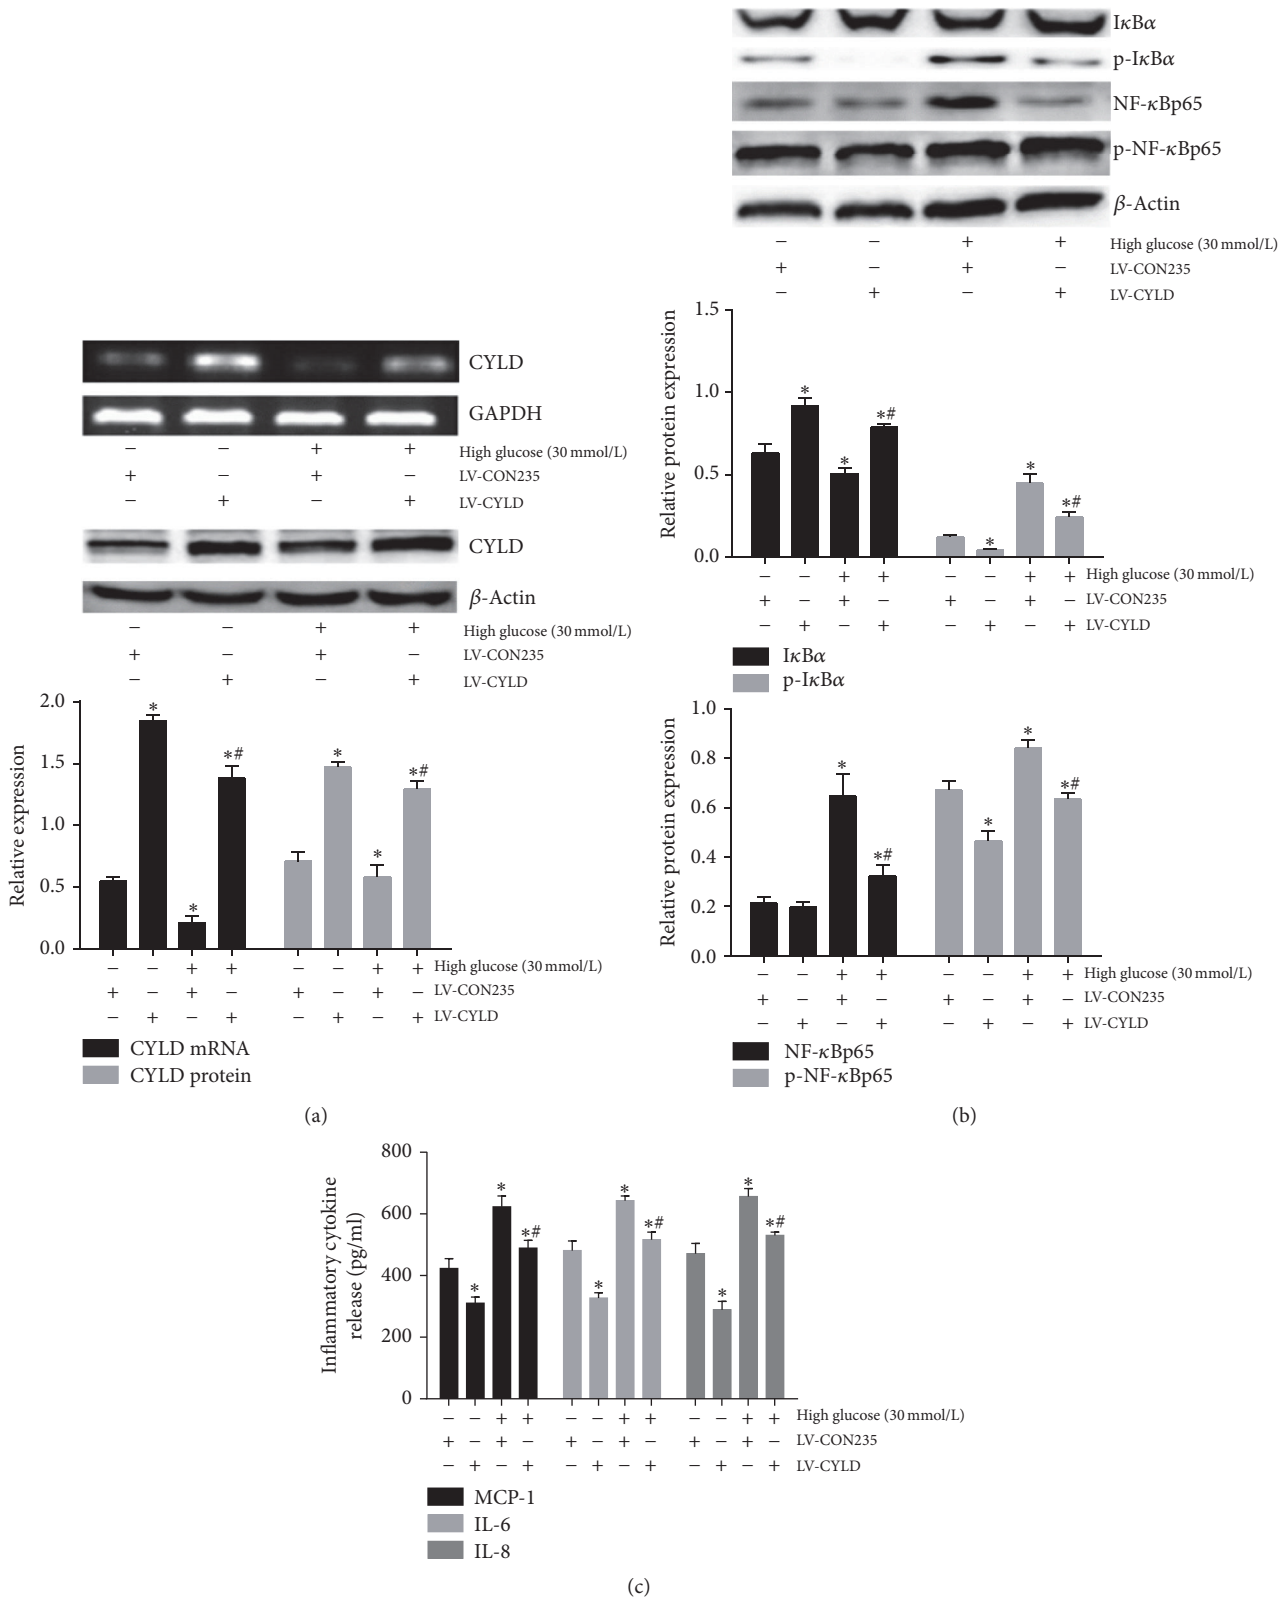 CYLD
GAPDH
− − + + High glucose (30 mmol/L)
+ − + − LV-CON235
− + − + LV-CYLD
CYLD
β-Actin
− − + + High glucose (30 mmol/L)
+ − + − LV-CON235
− + − + LV-CYLD
Relative expression
2.0
1.5
1.0
0.5
0.0
* * *# * * *#
− − + + − − + + High glucose (30 mmol/L)
+ − + − + − + − LV-CON235
− + − + − + − + LV-CYLD
CYLD mRNA
CYLD protein
(a)
IκBα
p-IκBα
NF-κBp65
p-NF-κBp65
β-Actin
− − + + High glucose (30 mmol/L)
+ − + − LV-CON235
− + − + LV-CYLD
Relative protein expression
1.5
1.0
0.5
0.0
* * *# * * *#
− − + + − − + + High glucose (30 mmol/L)
+ − + − + − + − LV-CON235
− + − + − + − + LV-CYLD
IκBα
p-IκBα
Relative protein expression
1.0
0.8
0.6
0.4
0.2
0.0
* *# * * *#
− − + + − − + + High glucose (30 mmol/L)
+ − + − + − + − LV-CON235
− + − + − + − + LV-CYLD
NF-κBp65
p-NF-κBp65
(b)
Inflammatory cytokine
release (pg/ml)
800
600
400
200
0
* * *# * * *# * * *#
− − + + − − + + − − + + High glucose (30 mmol/L)
+ − + − + − + − + − + − LV-CON235
− + − + − + − + − + − + LV-CYLD
MCP-1
IL-6
IL-8
(c)